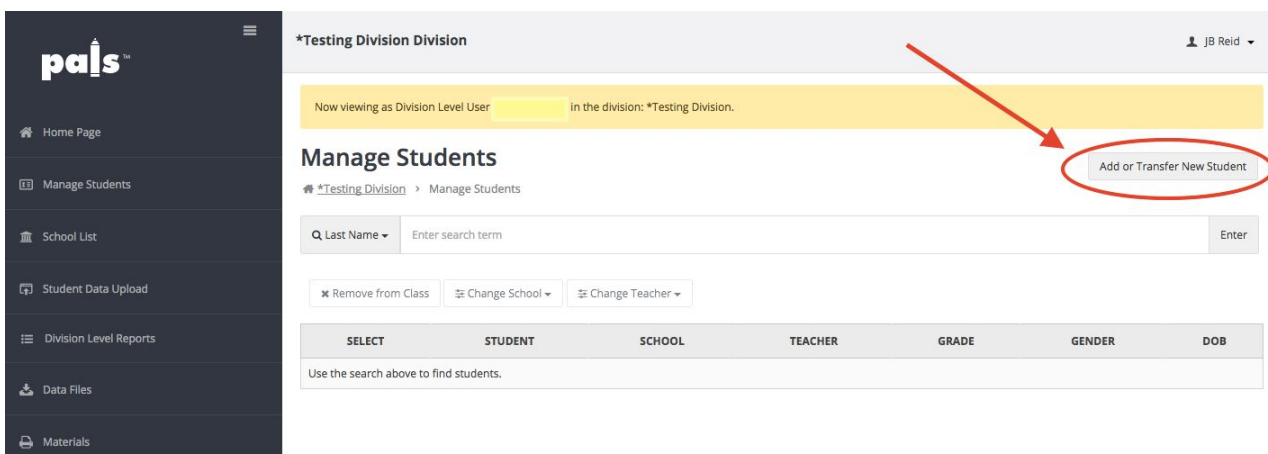 pals™
*Testing Division Division
JB Reid
Now viewing as Division Level User in the division: *Testing Division.
Home Page
Manage Students
School List
Student Data Upload
Division Level Reports
Data Files
Materials
Manage Students
Add or Transfer New Student
*Testing Division > Manage Students
Last Name Enter search term Enter
Remove from Class Change School Change Teacher
SELECT STUDENT SCHOOL TEACHER GRADE GENDER DOB
Use the search above to find students.